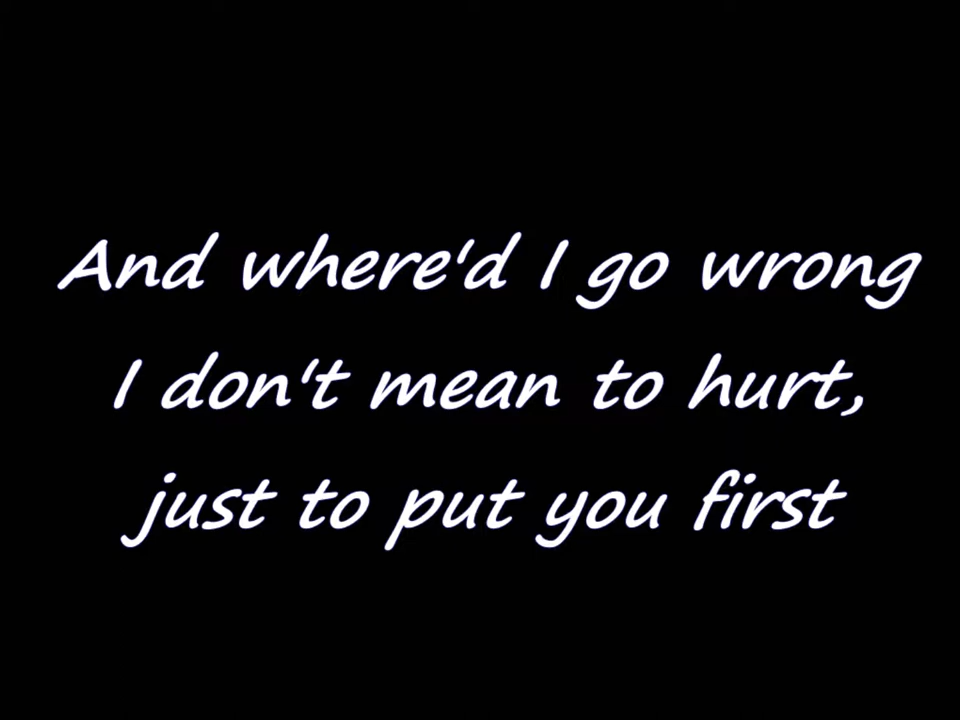 And where'd I go wrong
I don't mean to hurt,
just to put you first